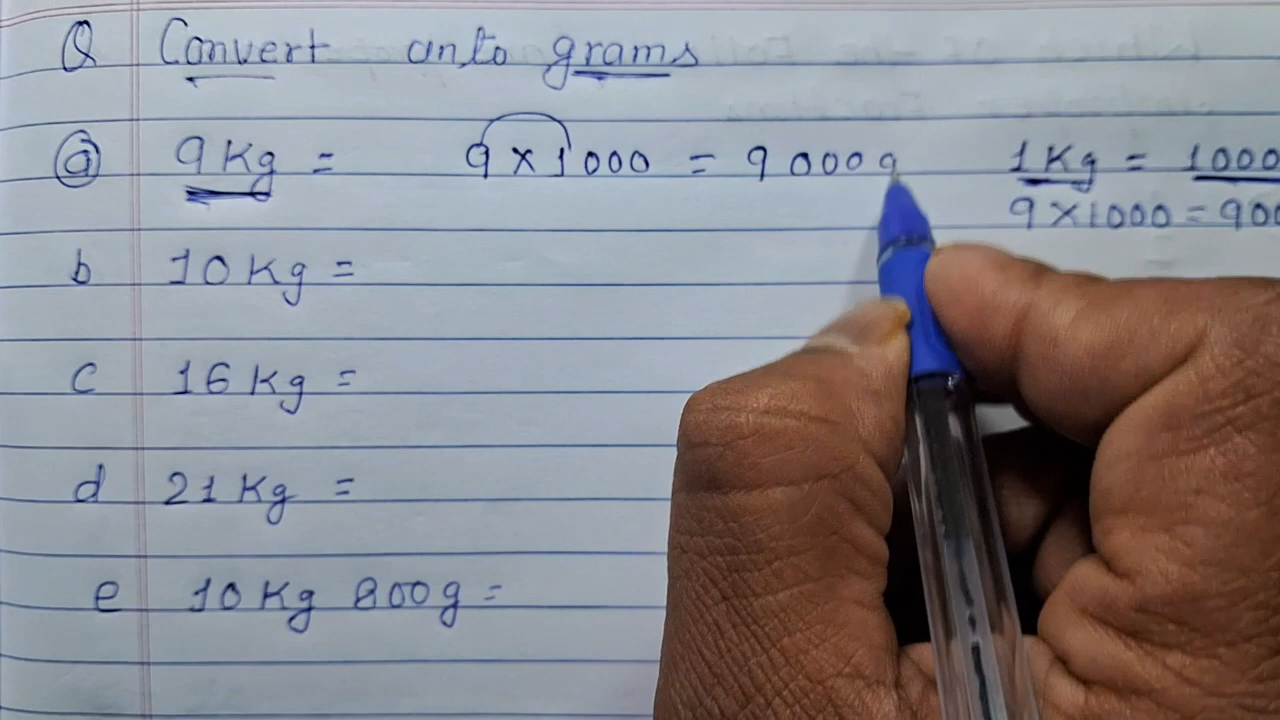 Q Convert onto grams
a 9 Kg = 9 × 1000 = 9000g 1 Kg = 1000
9 × 1000 = 900
b 10 Kg =
c 16 Kg =
d 21 Kg =
e 10 Kg 800g =